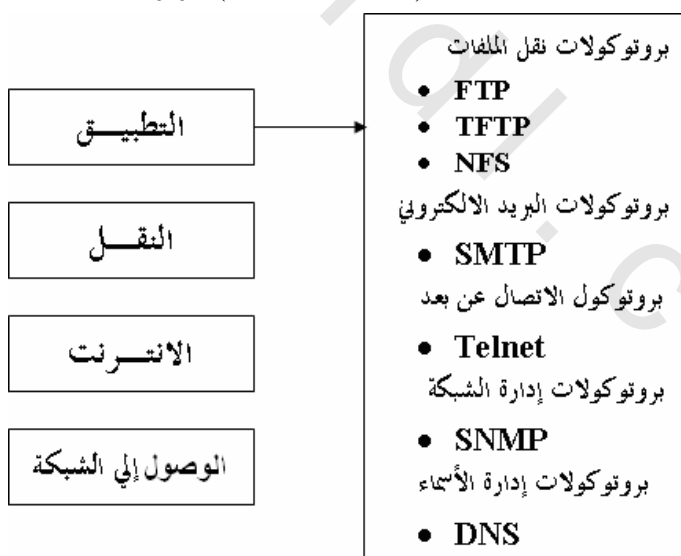 التطبيـــق
النقـــل
الانتـــرنت
الوصول إلي الشبكة
بروتوكولات نقل الملفات
• FTP
• TFTP
• NFS
بروتوكولات البريد الالكتروني
• SMTP
بروتوكول الاتصال عن بعد
• Telnet
بروتوكولات إدارة الشبكة
• SNMP
بروتوكولات إدارة الأسماء
• DNS